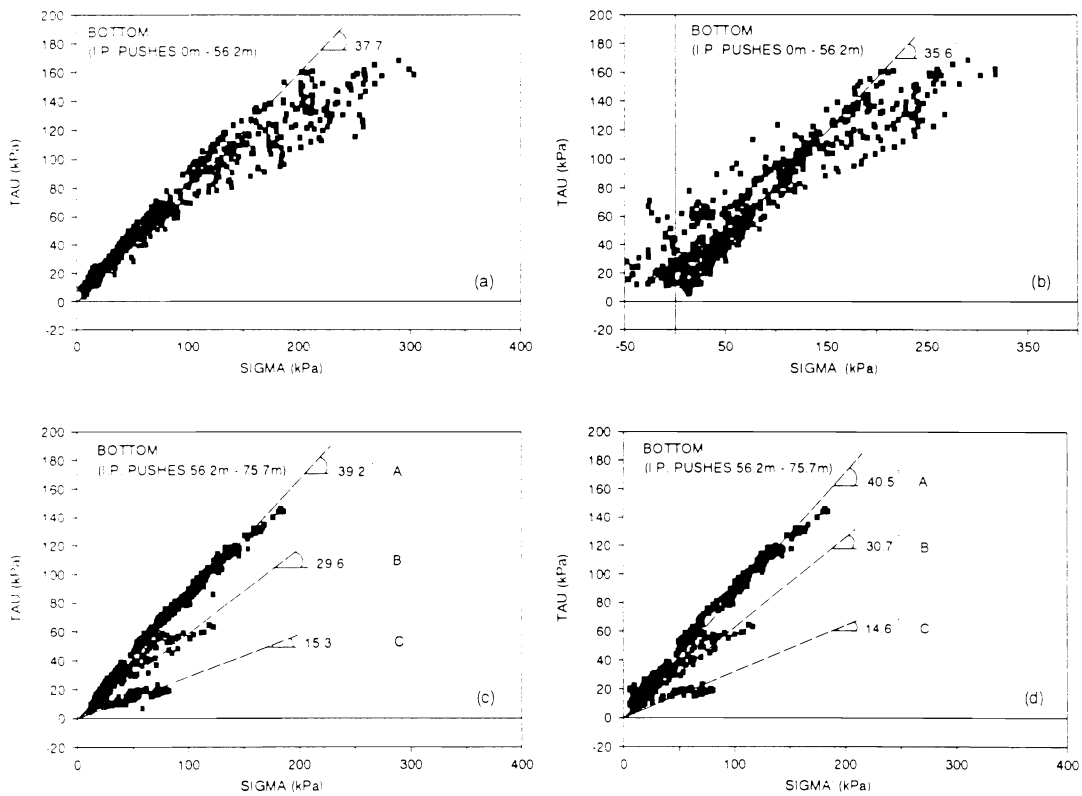 200
180
160
140
120
100
80
60
40
20
0
-20
TAU (kPa)
BOTTOM
(I.P. PUSHES 0m - 56.2m)
37.7
(a)
0
100
200
300
400
SIGMA (kPa)
200
180
160
140
120
100
80
60
40
20
0
-20
TAU (kPa)
BOTTOM
(I.P. PUSHES 0m - 56.2m)
35.6
(b)
-50
50
150
250
350
SIGMA (kPa)
200
180
160
140
120
100
80
60
40
20
0
-20
TAU (kPa)
BOTTOM
(I.P. PUSHES 56.2m - 75.7m)
39.2 A
29.6 B
15.3 C
(c)
0
100
200
300
400
SIGMA (kPa)
200
180
160
140
120
100
80
60
40
20
0
-20
TAU (kPa)
BOTTOM
(I.P. PUSHES 56.2m - 75.7m)
40.5 A
30.7 B
14.6 C
(d)
0
100
200
300
400
SIGMA (kPa)